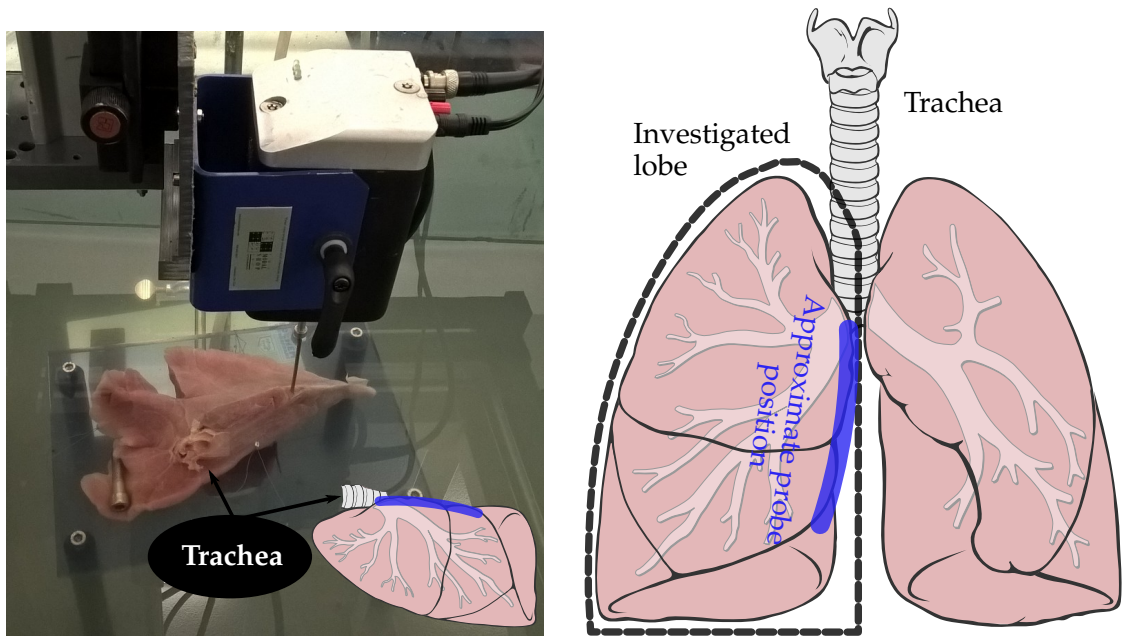 Trachea
Investigated
lobe
Trachea
Approximate probe
position